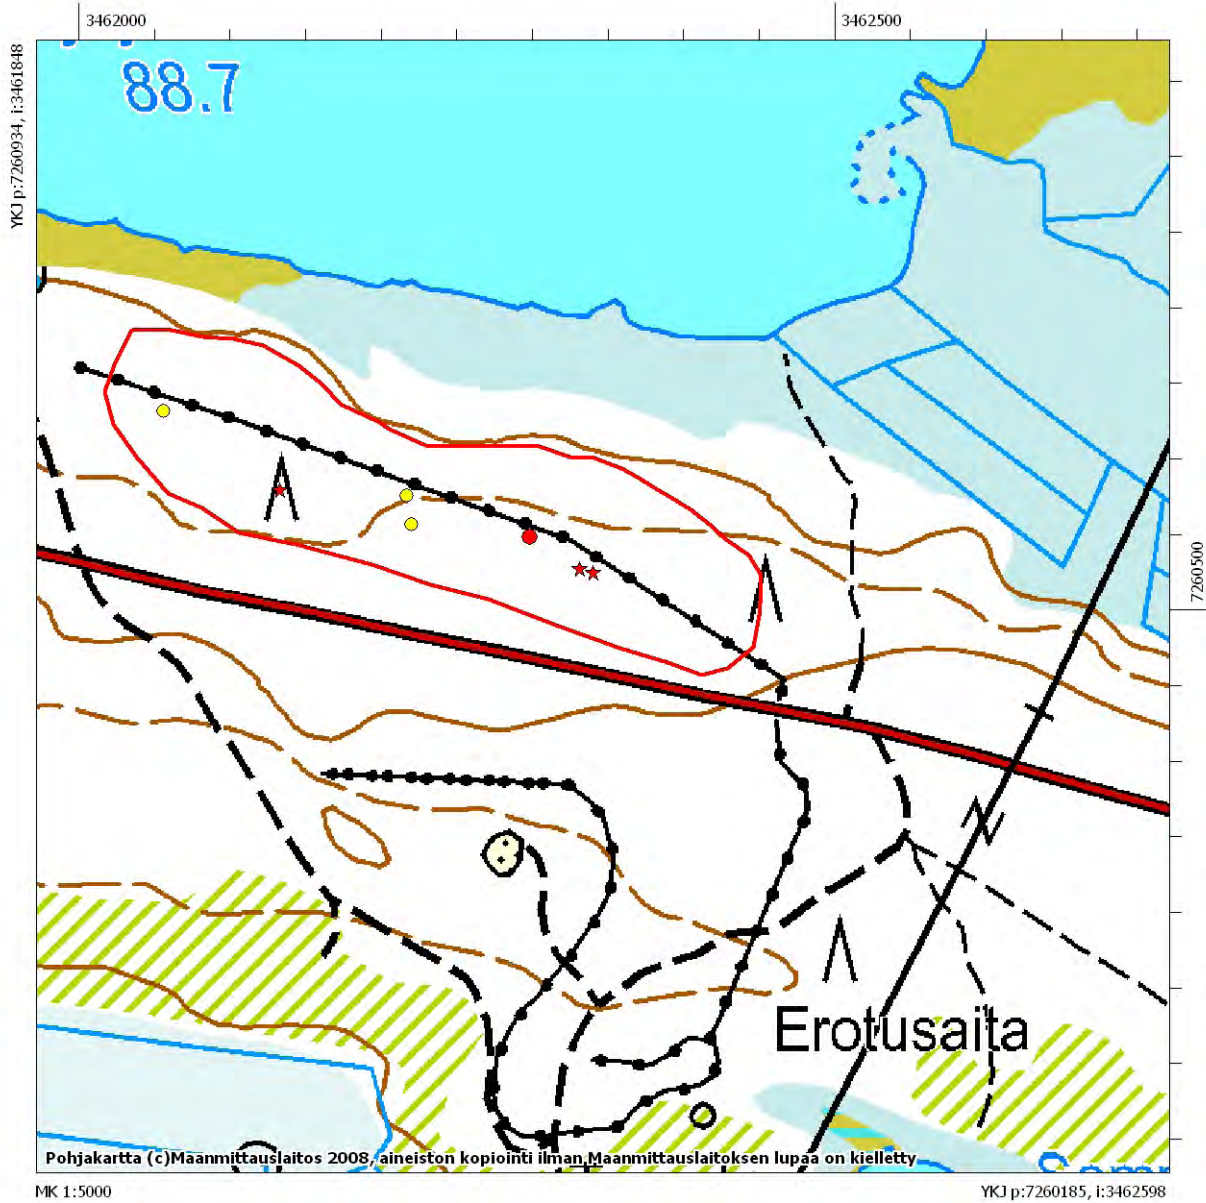 3462000
3462500
YKJ p:7260934, i:3461848
88.7
7260500
Erotusaita
Pohjakartta (c)Maanmittauslaitos 2008, aineiston kopiointi ilman Maanmittauslaitoksen lupaa on kielletty
MK 1:5000
YKJ p:7260185, i:3462598